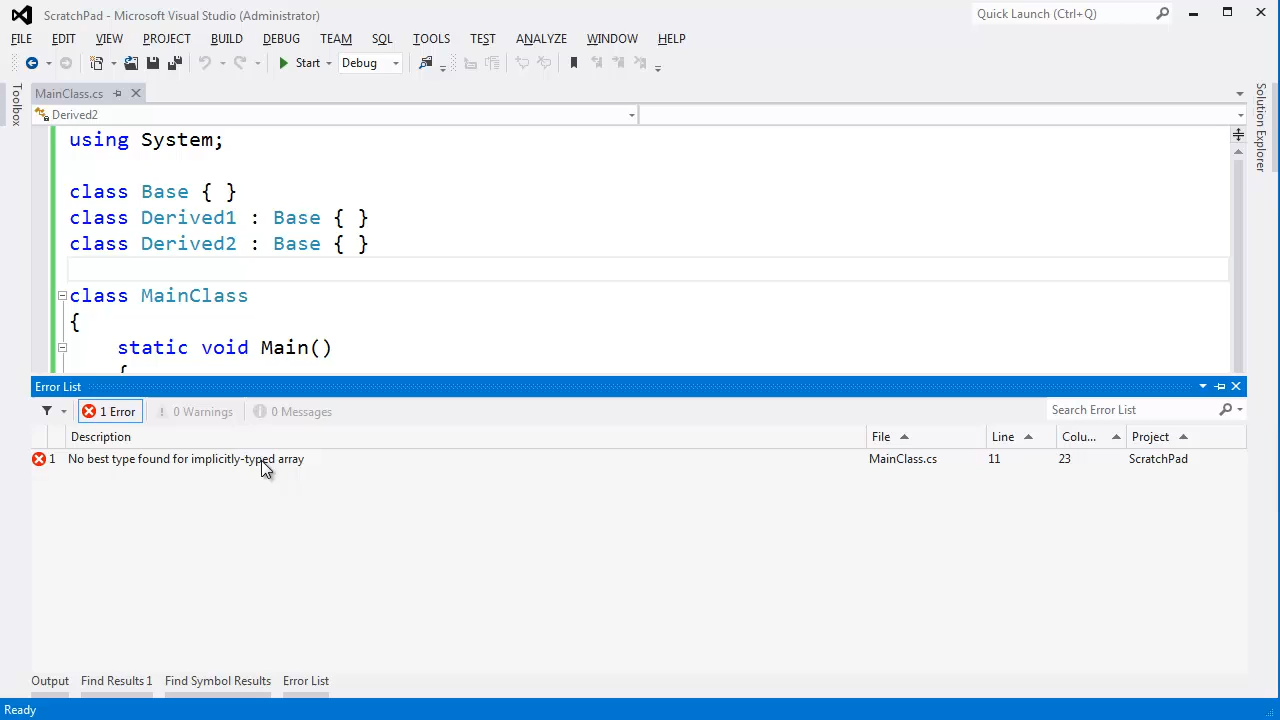 ScratchPad - Microsoft Visual Studio (Administrator)
Quick Launch (Ctrl+Q)
FILE EDIT VIEW PROJECT BUILD DEBUG TEAM SQL TOOLS TEST ANALYZE WINDOW HELP
Start Debug
Toolbox
MainClass.cs
Solution Explorer
Derived2
using System;
class Base { }
class Derived1 : Base { }
class Derived2 : Base { }
class MainClass
{
static void Main()
{
Error List
1 Error 0 Warnings 0 Messages Search Error List
Description File Line Colu... Project
1 No best type found for implicitly-typed array MainClass.cs 11 23 ScratchPad
Output Find Results 1 Find Symbol Results Error List
Ready